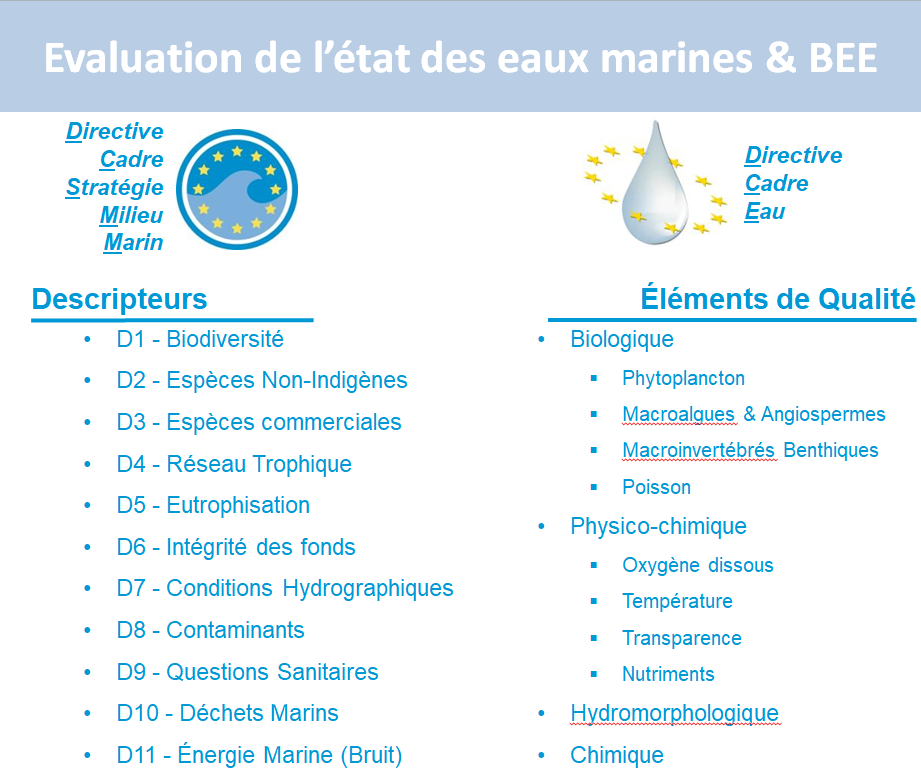 Evaluation de l’état des eaux marines & BEE
Directive
Cadre
Stratégie
Milieu
Marin
Directive
Cadre
Eau
Descripteurs
• D1 - Biodiversité
• D2 - Espèces Non-Indigènes
• D3 - Espèces commerciales
• D4 - Réseau Trophique
• D5 - Eutrophisation
• D6 - Intégrité des fonds
• D7 - Conditions Hydrographiques
• D8 - Contaminants
• D9 - Questions Sanitaires
• D10 - Déchets Marins
• D11 - Énergie Marine (Bruit)
Éléments de Qualité
• Biologique
▪ Phytoplancton
▪ Macroalgues & Angiospermes
▪ Macroinvertébrés Benthiques
▪ Poisson
• Physico-chimique
▪ Oxygène dissous
▪ Température
▪ Transparence
▪ Nutriments
• Hydromorphologique
• Chimique